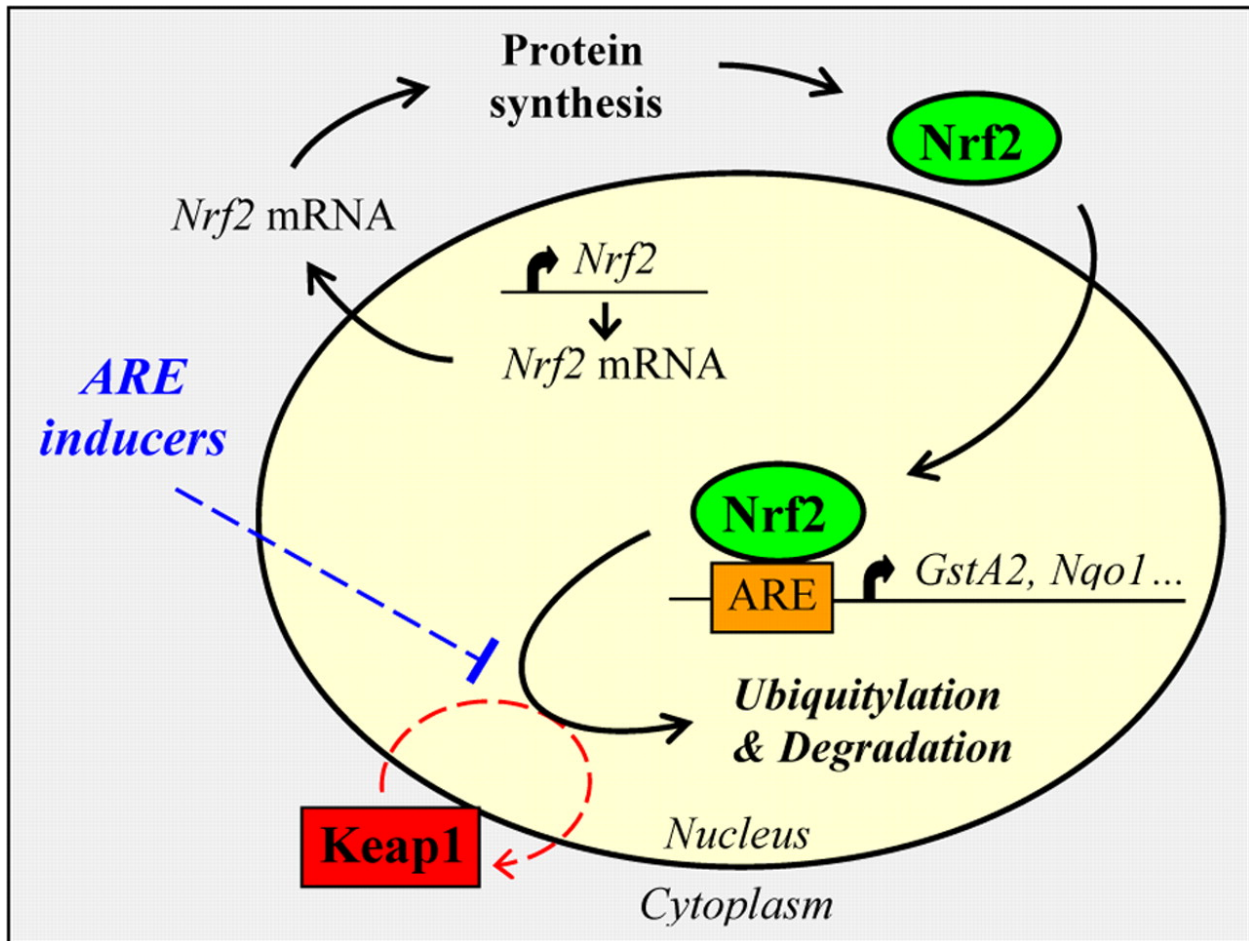 Protein
synthesis
Nrf2
Nrf2 mRNA
Nrf2
Nrf2 mRNA
ARE
inducers
Nrf2
ARE
GstA2, Nqo1...
Ubiquitylation
& Degradation
Keap1
Nucleus
Cytoplasm